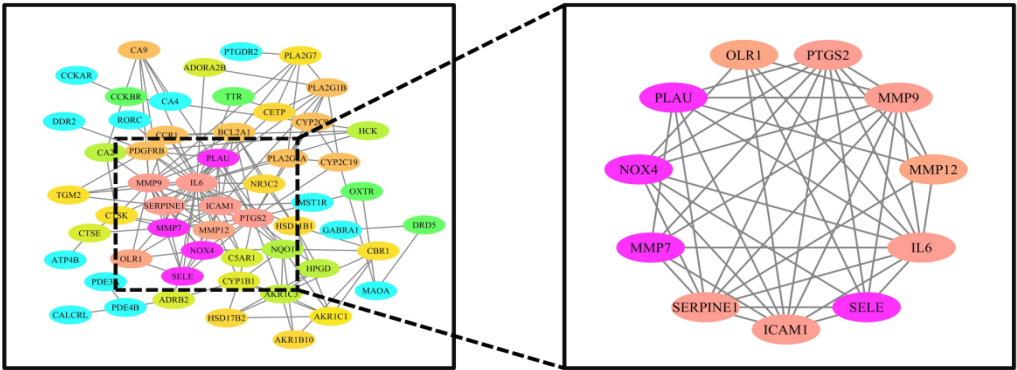 CA9
PTGDR2
PLA2G7
CCKAR
ADORA2B
PLA2G1B
CCKBR
CA4
TTR
CETP
DDR2
RORC
CYP2C9
CCR1
BCL2A1
HCK
CA2
PDGFRB
PLAU
CYP2C19
MMP9
IL6
NR3C2
TGM2
OXTR
SERPINE1
ICAM1
MST1R
CTSK
PTGS2
CTSE
MMP7
MMP12
HSD11B1
GABRA1
DRD5
ATP4B
OLR1
NOX4
NQO1
CBR1
C5AR1
SELE
HPGD
CYP1B1
MAOA
ADRB2
AKR1C3
CALCRL
PDE4B
HSD17B2
AKR1C1
AKR1B10
OLR1
PTGS2
PLAU
MMP9
NOX4
MMP12
MMP7
IL6
SERPINE1
SELE
ICAM1